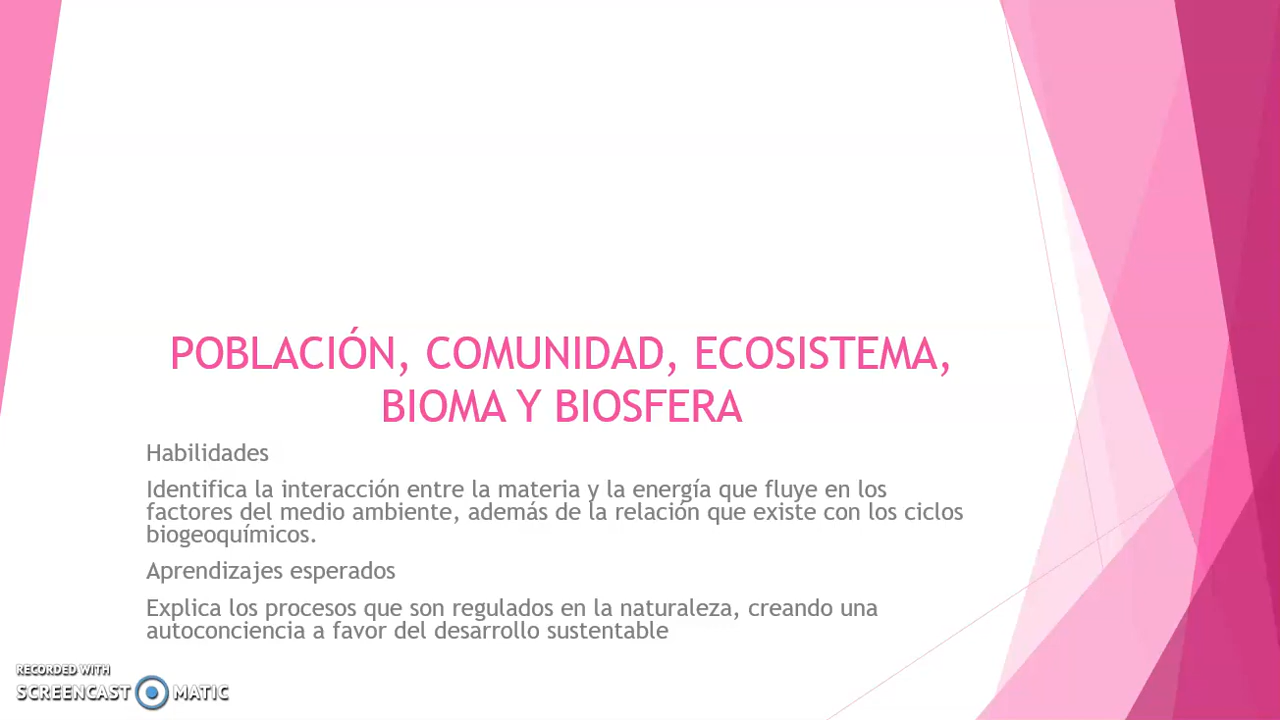 POBLACIÓN, COMUNIDAD, ECOSISTEMA,
BIOMA Y BIOSFERA
Habilidades
Identifica la interacción entre la materia y la energía que fluye en los
factores del medio ambiente, además de la relación que existe con los ciclos
biogeoquímicos.
Aprendizajes esperados
Explica los procesos que son regulados en la naturaleza, creando una
autoconciencia a favor del desarrollo sustentable
RECORDED WITH
SCREENCAST MATIC